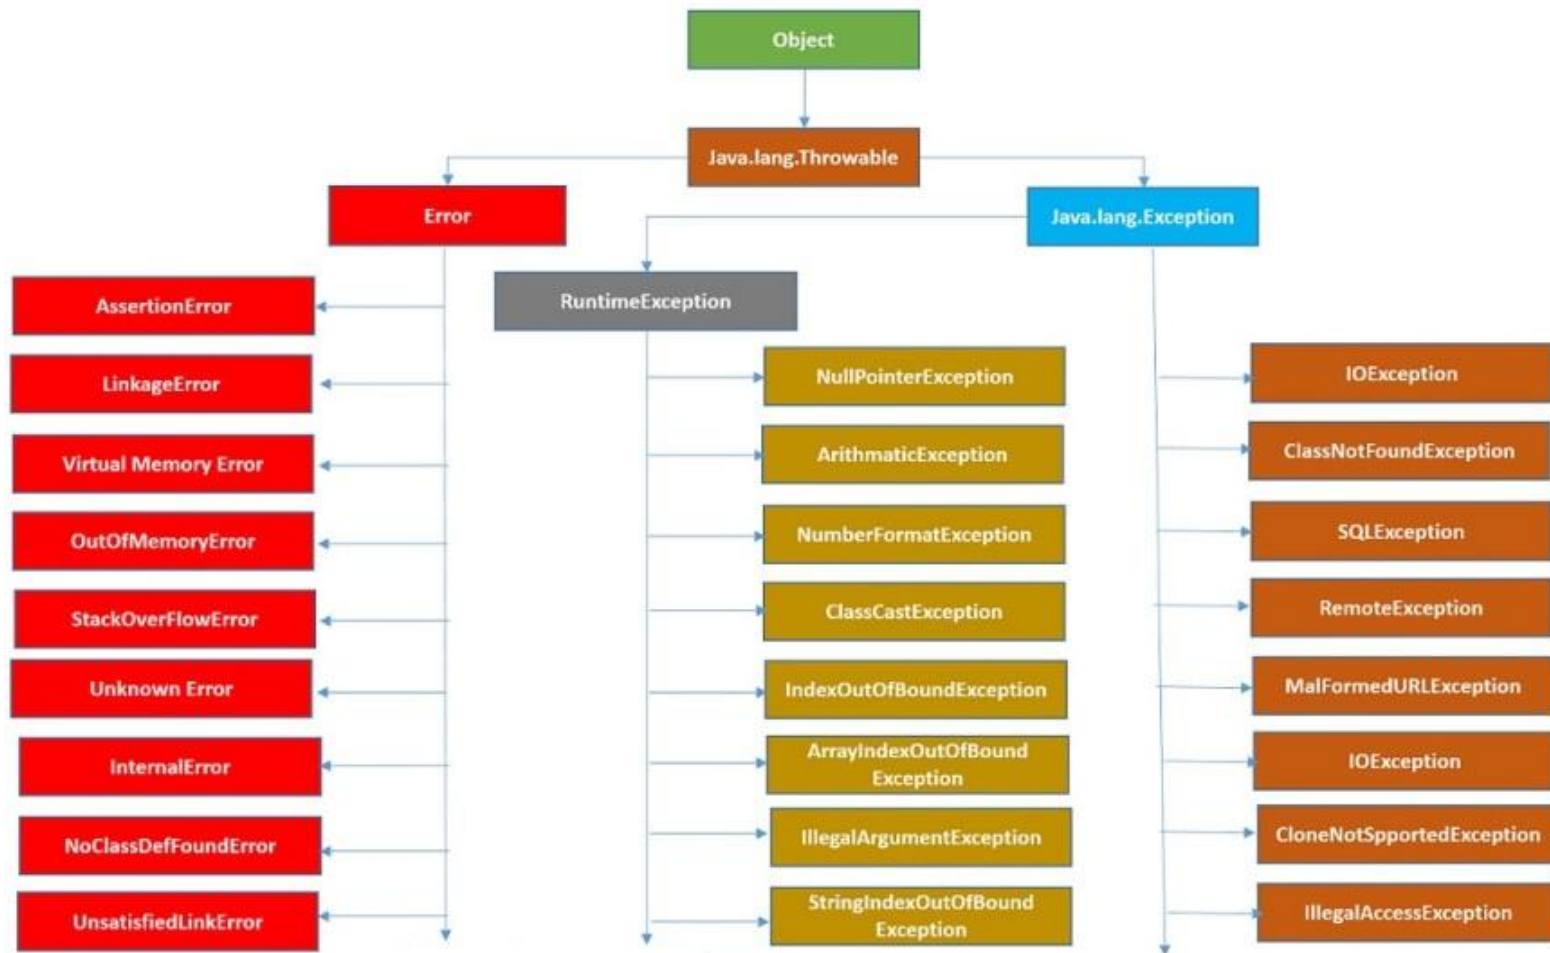 Object
Java.lang.Throwable
Error
Java.lang.Exception
RuntimeException
AssertionError
LinkageError
Virtual Memory Error
OutOfMemoryError
StackOverFlowError
Unknown Error
InternalError
NoClassDefFoundError
UnsatisfiedLinkError
NullPointerException
ArithmaticException
NumberFormatException
ClassCastException
IndexOutOfBoundException
ArrayIndexOutOfBound
Exception
IllegalArgumentException
StringIndexOutOfBound
Exception
IOException
ClassNotFoundException
SQLException
RemoteException
MalFormedURLException
IOException
CloneNotSpportedException
IllegalAccessException